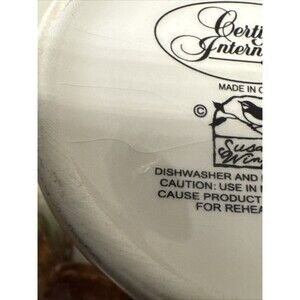 Certi
Intern
MADE IN C
©
Susa
Win
DISHWASHER AND
CAUTION: USE IN
CAUSE PRODUCT
FOR REHEA